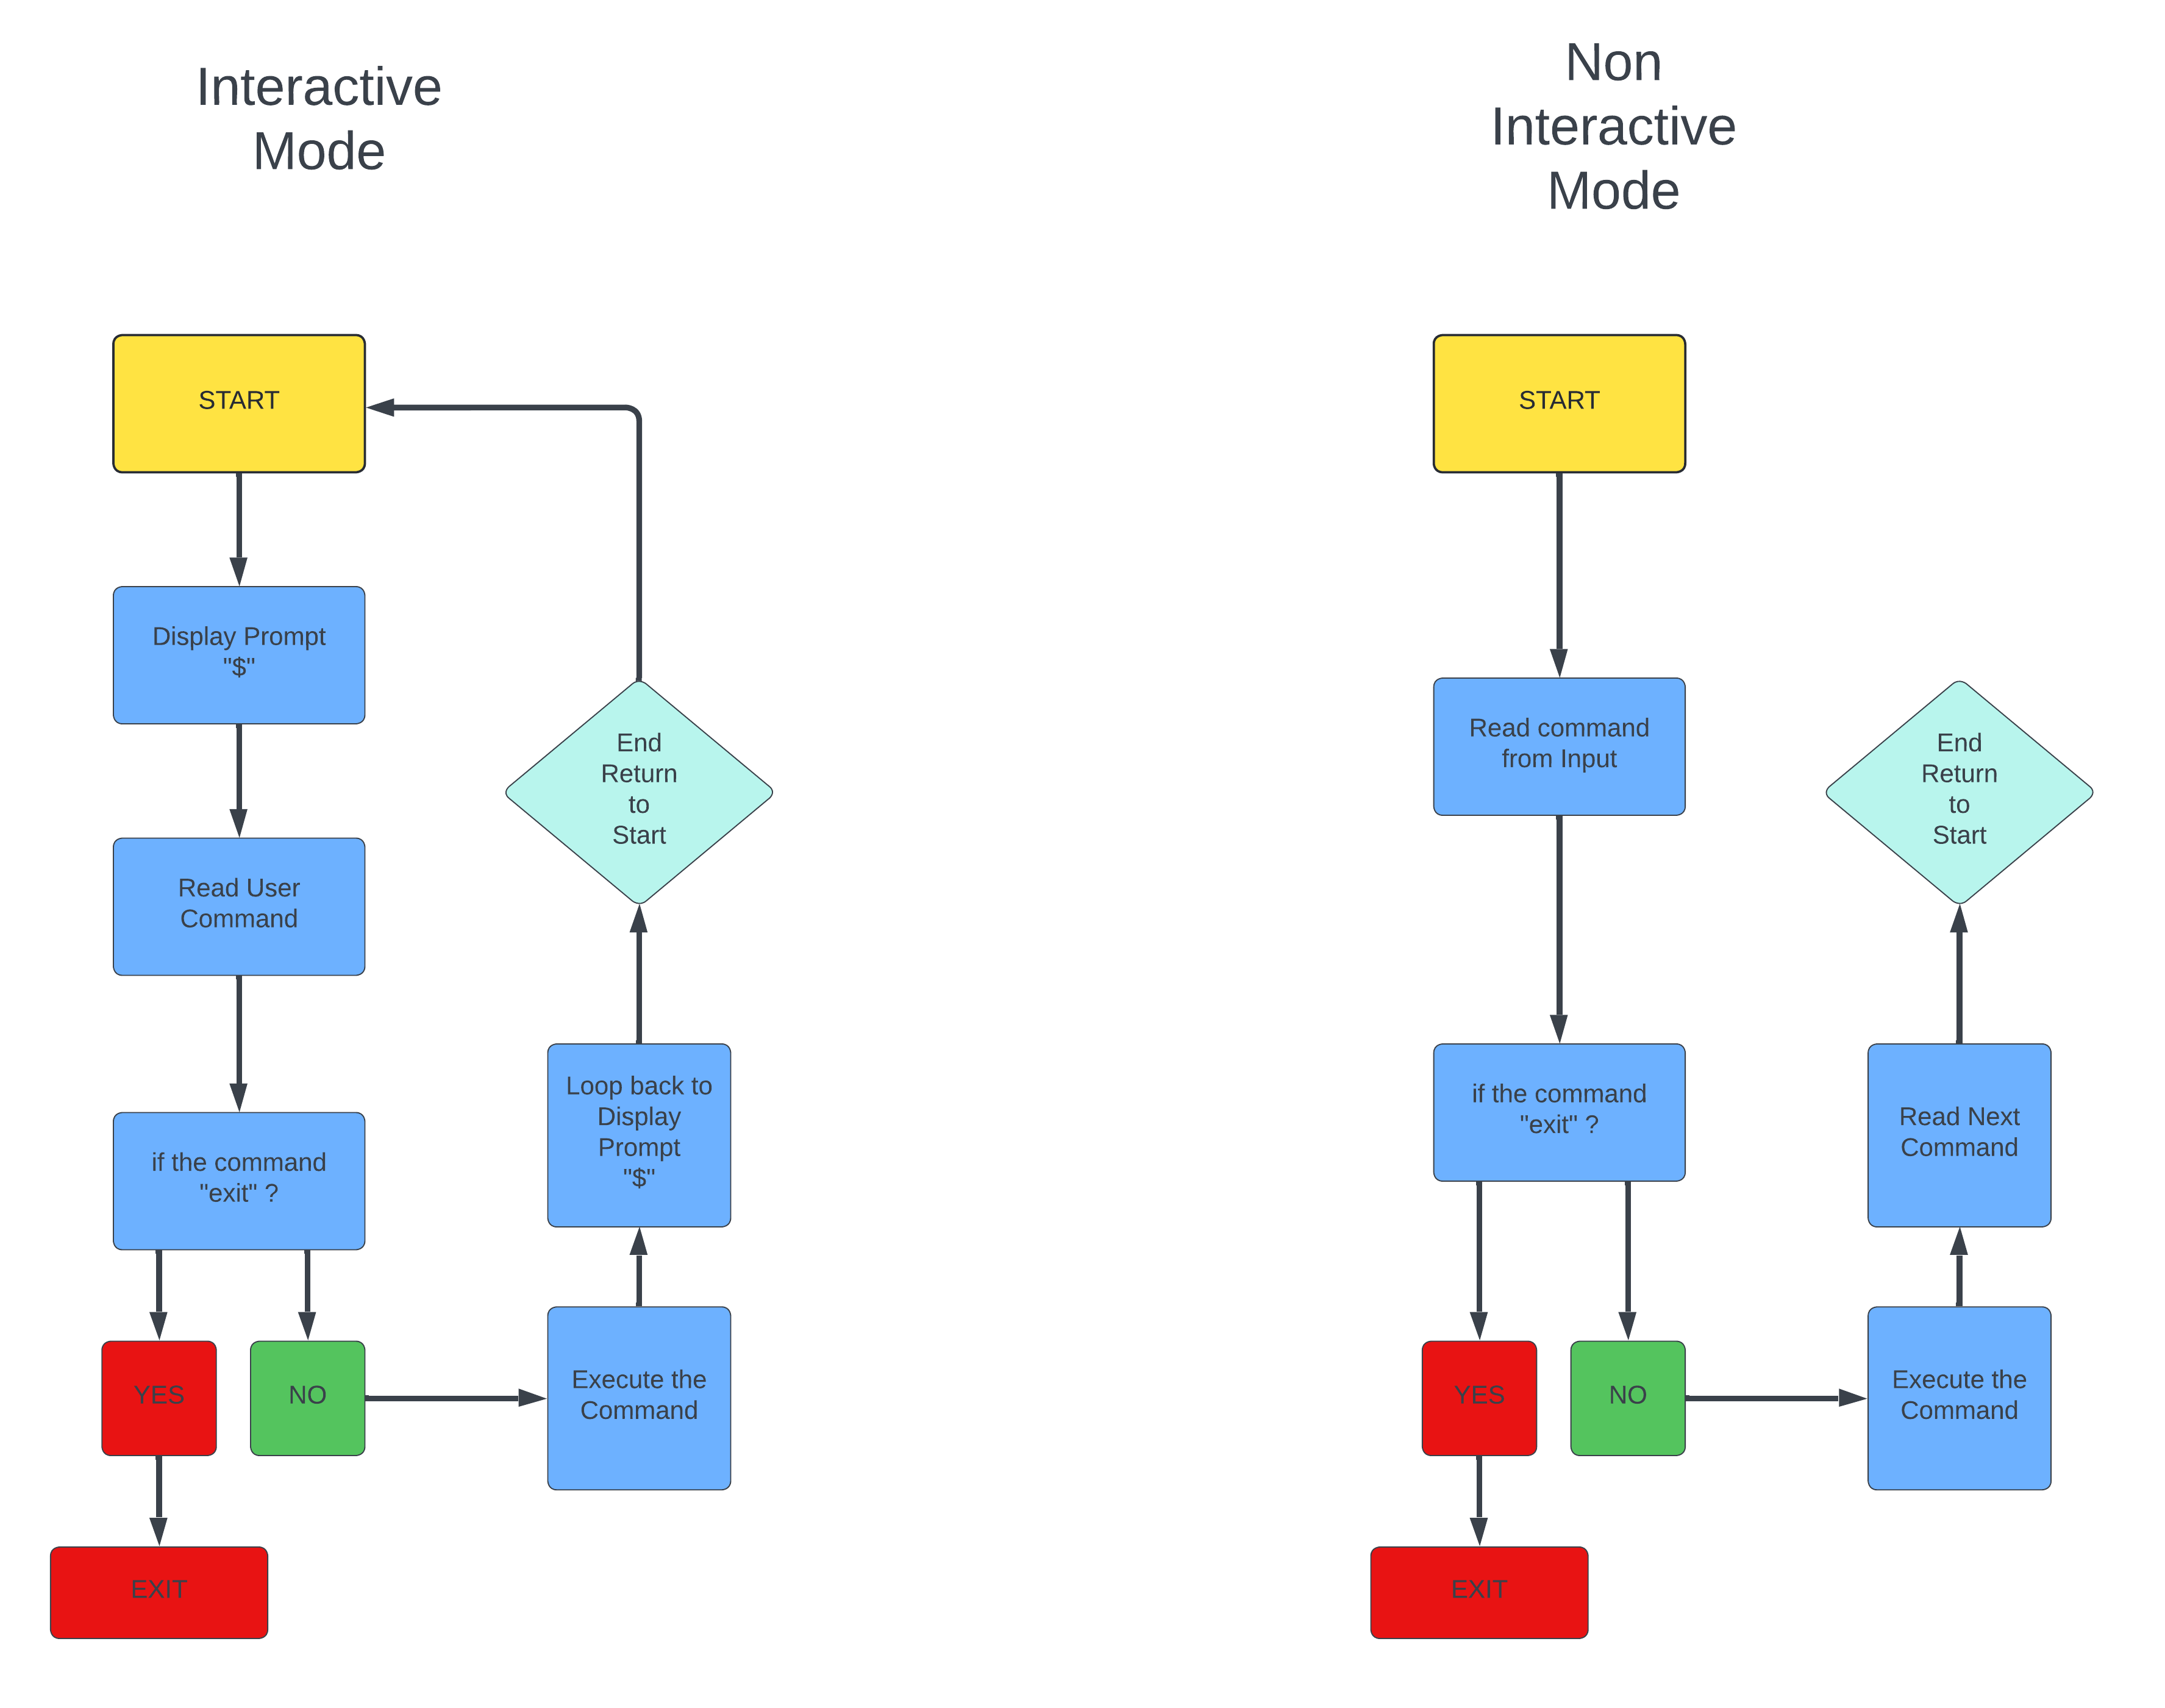 Interactive
Mode
START
Display Prompt
"$"
Read User
Command
if the command
"exit" ?
YES
NO
EXIT
Execute the
Command
Loop back to
Display
Prompt
"$"
End
Return
to
Start
Non
Interactive
Mode
START
Read command
from Input
if the command
"exit" ?
YES
NO
EXIT
Execute the
Command
Read Next
Command
End
Return
to
Start